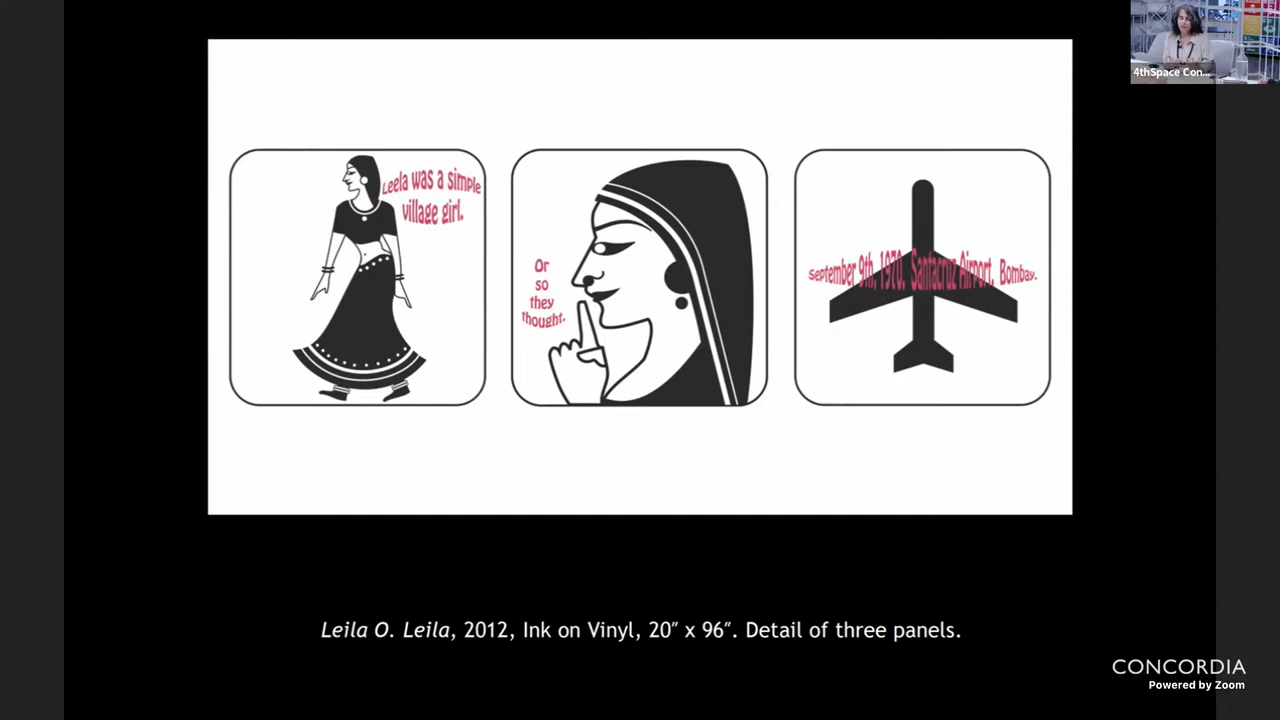 4thSpace Con...
Leela was a simple
village girl.
Or
so
they
thought.
September 9th, 1970. Santacruz Airport. Bombay.
Leila O. Leila, 2012, Ink on Vinyl, 20″ x 96″. Detail of three panels.
CONCORDIA
Powered by Zoom